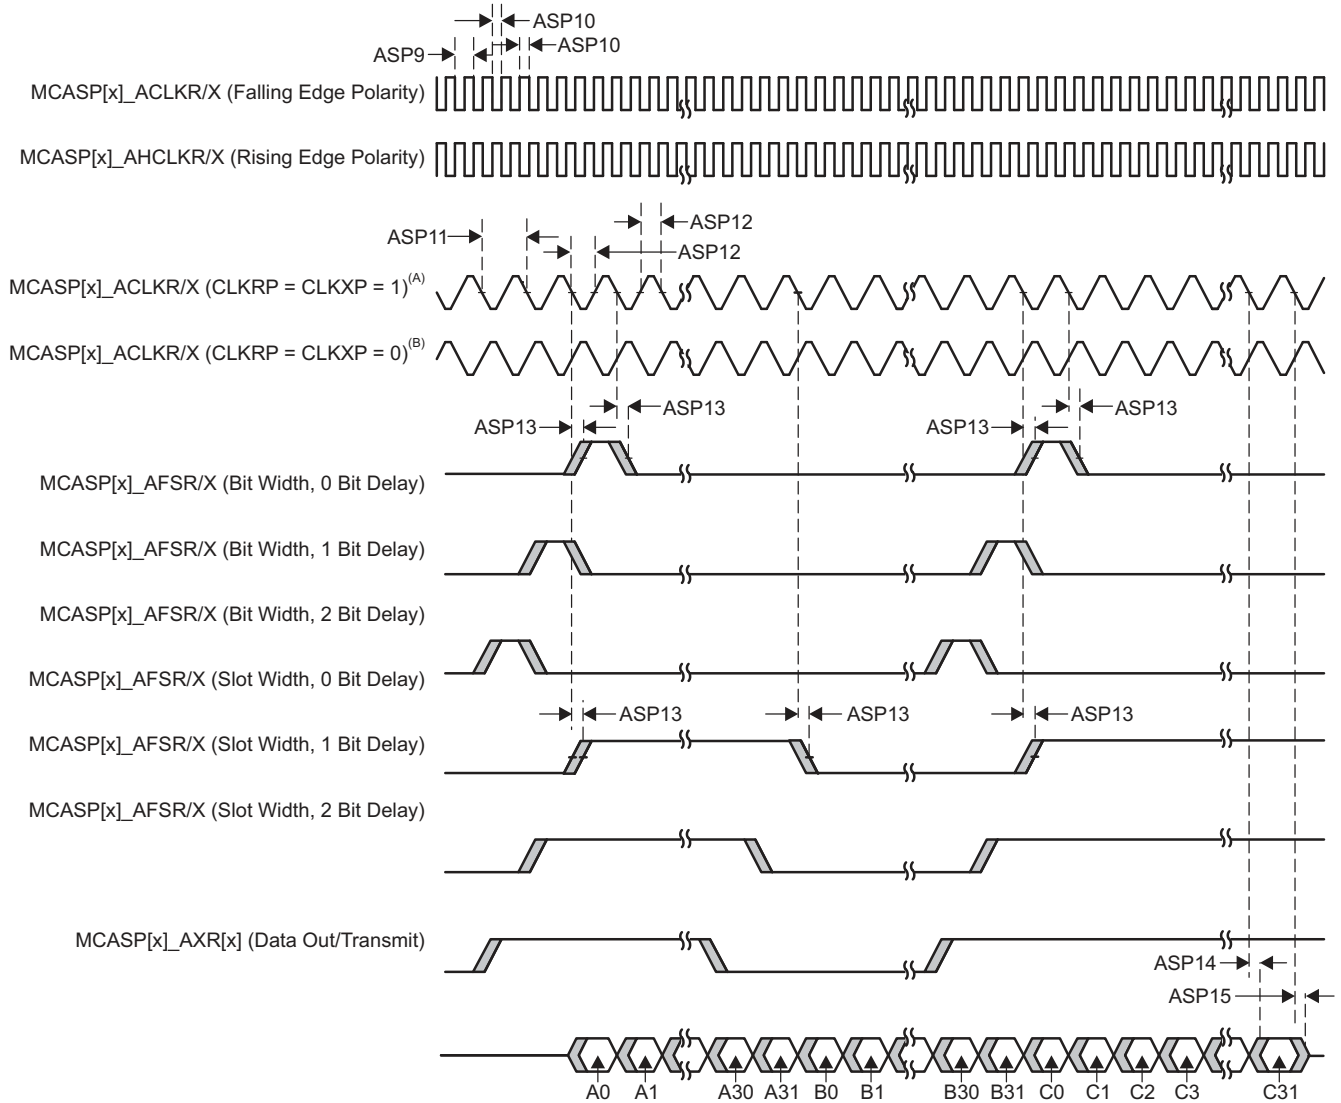 ASP10
ASP9
ASP10
MCASP[x]_ACLKR/X (Falling Edge Polarity)
MCASP[x]_AHCLKR/X (Rising Edge Polarity)
ASP12
ASP11
ASP12
MCASP[x]_ACLKR/X (CLKRP = CLKXP = 1)(A)
MCASP[x]_ACLKR/X (CLKRP = CLKXP = 0)(B)
ASP13 ASP13
ASP13 ASP13
MCASP[x]_AFSR/X (Bit Width, 0 Bit Delay)
MCASP[x]_AFSR/X (Bit Width, 1 Bit Delay)
MCASP[x]_AFSR/X (Bit Width, 2 Bit Delay)
MCASP[x]_AFSR/X (Slot Width, 0 Bit Delay)
ASP13 ASP13 ASP13
MCASP[x]_AFSR/X (Slot Width, 1 Bit Delay)
MCASP[x]_AFSR/X (Slot Width, 2 Bit Delay)
MCASP[x]_AXR[x] (Data Out/Transmit)
ASP14
ASP15
A0 A1 A30 A31 B0 B1 B30 B31 C0 C1 C2 C3 C31